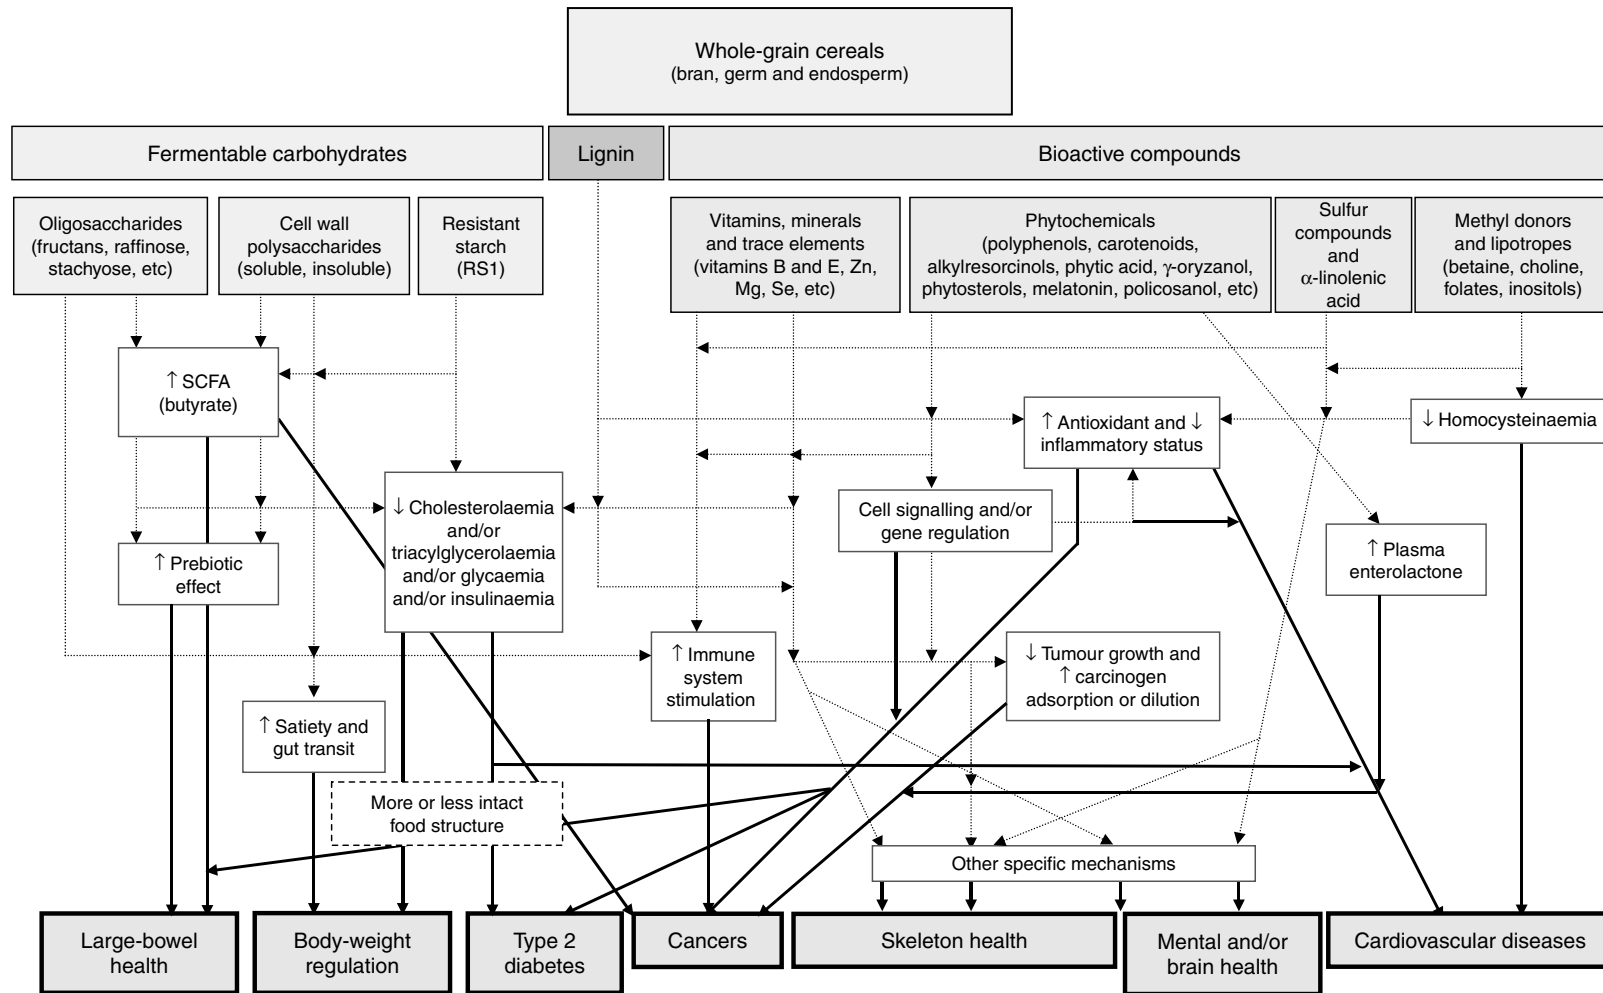 Whole-grain cereals
(bran, germ and endosperm)
Fermentable carbohydrates
Lignin
Bioactive compounds
Oligosaccharides
(fructans, raffinose,
stachyose, etc)
Cell wall
polysaccharides
(soluble, insoluble)
Resistant
starch
(RS1)
Vitamins, minerals
and trace elements
(vitamins B and E, Zn,
Mg, Se, etc)
Phytochemicals
(polyphenols, carotenoids,
alkylresorcinols, phytic acid, γ-oryzanol,
phytosterols, melatonin, policosanol, etc)
Sulfur
compounds
and
α-linolenic
acid
Methyl donors
and lipotropes
(betaine, choline,
folates, inositols)
↑ SCFA
(butyrate)
↑ Antioxidant and ↓
inflammatory status
↓ Homocysteinaemia
↓ Cholesterolaemia
and/or
triacylglycerolaemia
and/or glycaemia
and/or insulinaemia
Cell signalling and/or
gene regulation
↑ Prebiotic
effect
↑ Plasma
enterolactone
↑ Immune
system
stimulation
↓ Tumour growth and
↑ carcinogen
adsorption or dilution
↑ Satiety and
gut transit
More or less intact
food structure
Other specific mechanisms
Large-bowel
health
Body-weight
regulation
Type 2
diabetes
Cancers
Skeleton health
Mental and/or
brain health
Cardiovascular diseases